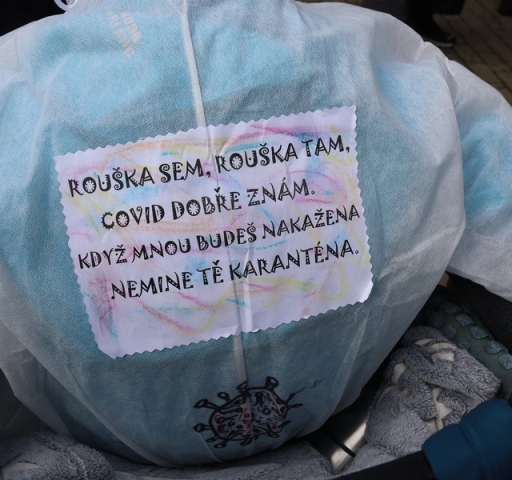 ROUŠKA SEM, ROUŠKA TAM,
COVID DOBŘE ZNÁM.
KDYŽ MNOU BUDEŠ NAKAŽENA
NEMINE TĚ KARANTÉNA.